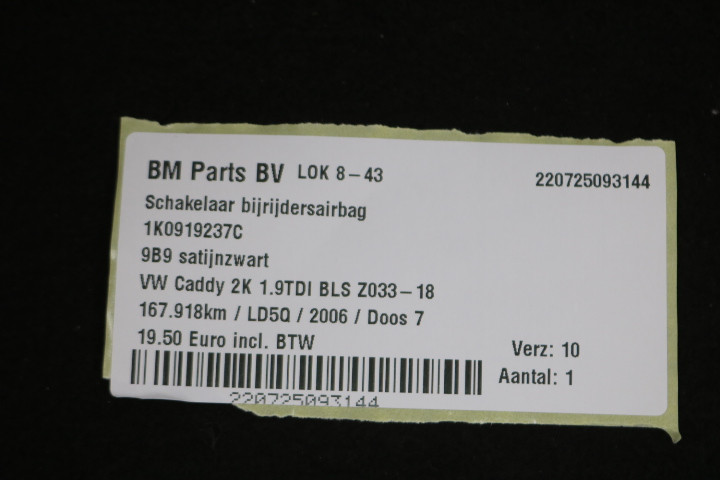 BM Parts BV LOK 8-43 220725093144
Schakelaar bijrijdersairbag
1K0919237C
9B9 satijnzwart
VW Caddy 2K 1.9TDI BLS Z033-18
167.918km / LD5Q / 2006 / Doos 7
19.50 Euro incl. BTW Verz: 10
Aantal: 1
220725093144